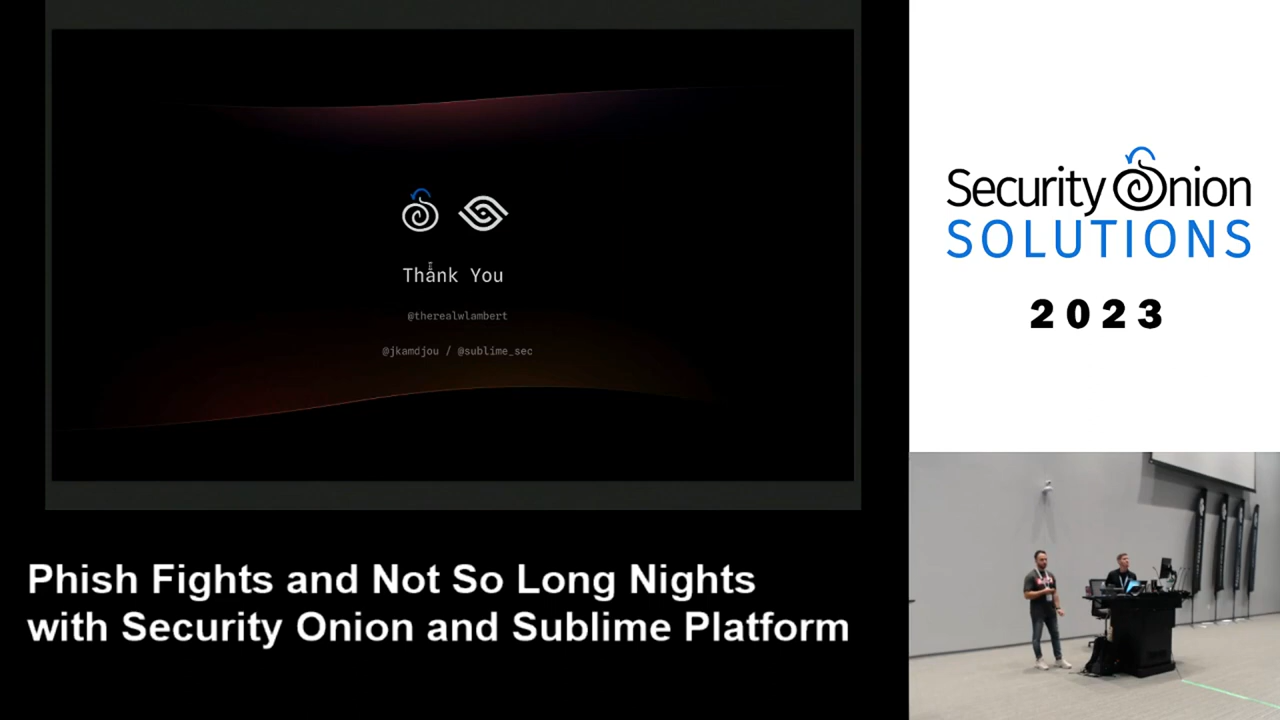 Thank You
@therealwlambert
@jkamdjou / @sublime_sec
Phish Fights and Not So Long Nights
with Security Onion and Sublime Platform
Security Onion
SOLUTIONS
2023